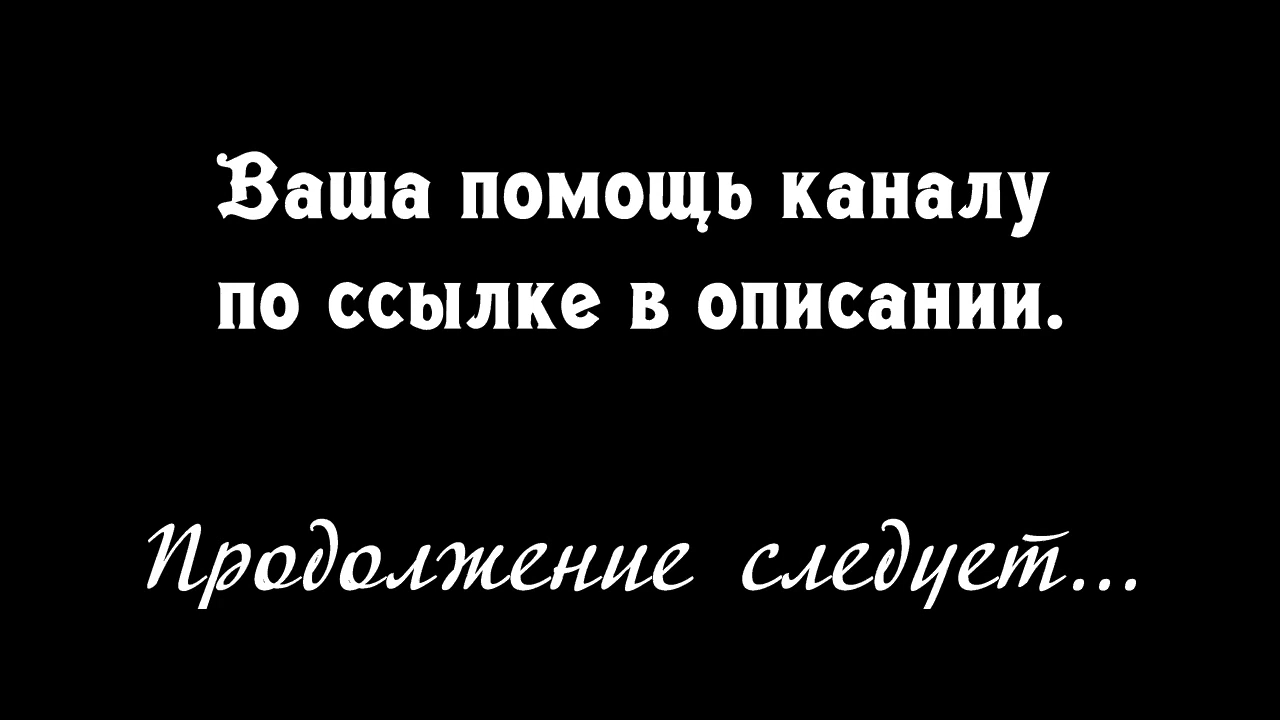 Ваша помощь каналу
по ссылке в описании.
Продолжение следует...